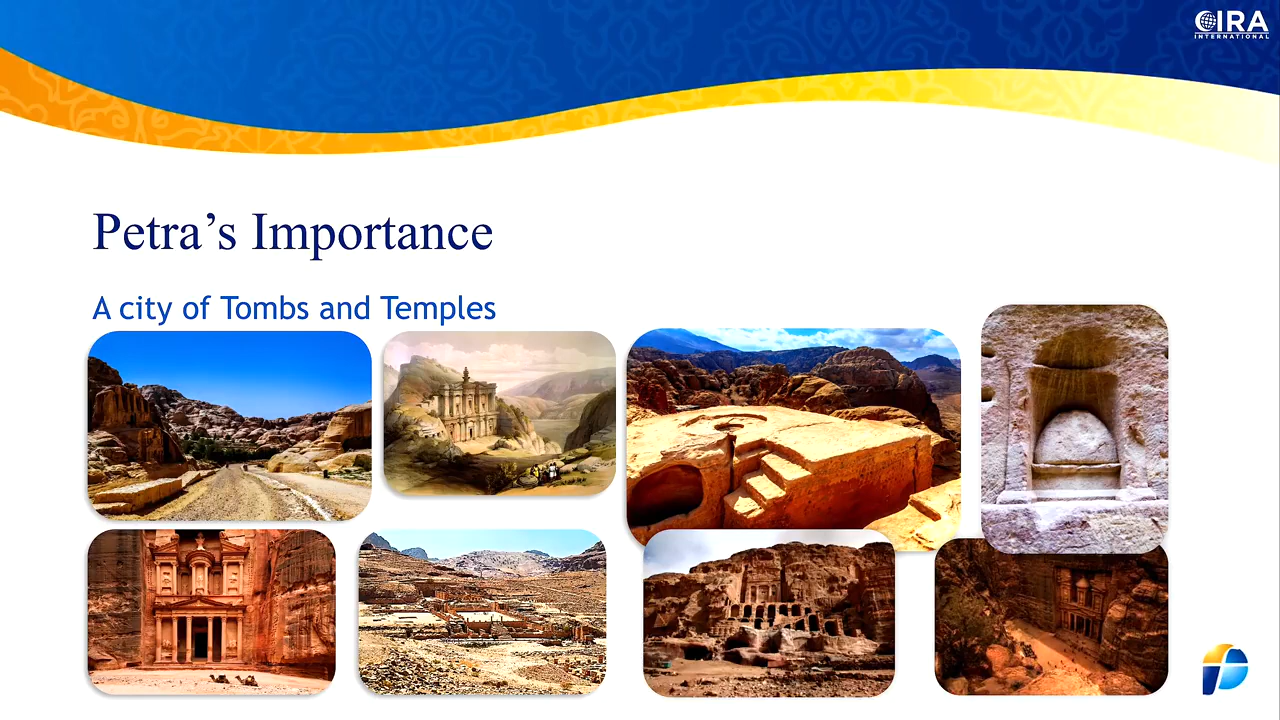 CIRA
INTERNATIONAL
Petra’s Importance
A city of Tombs and Temples